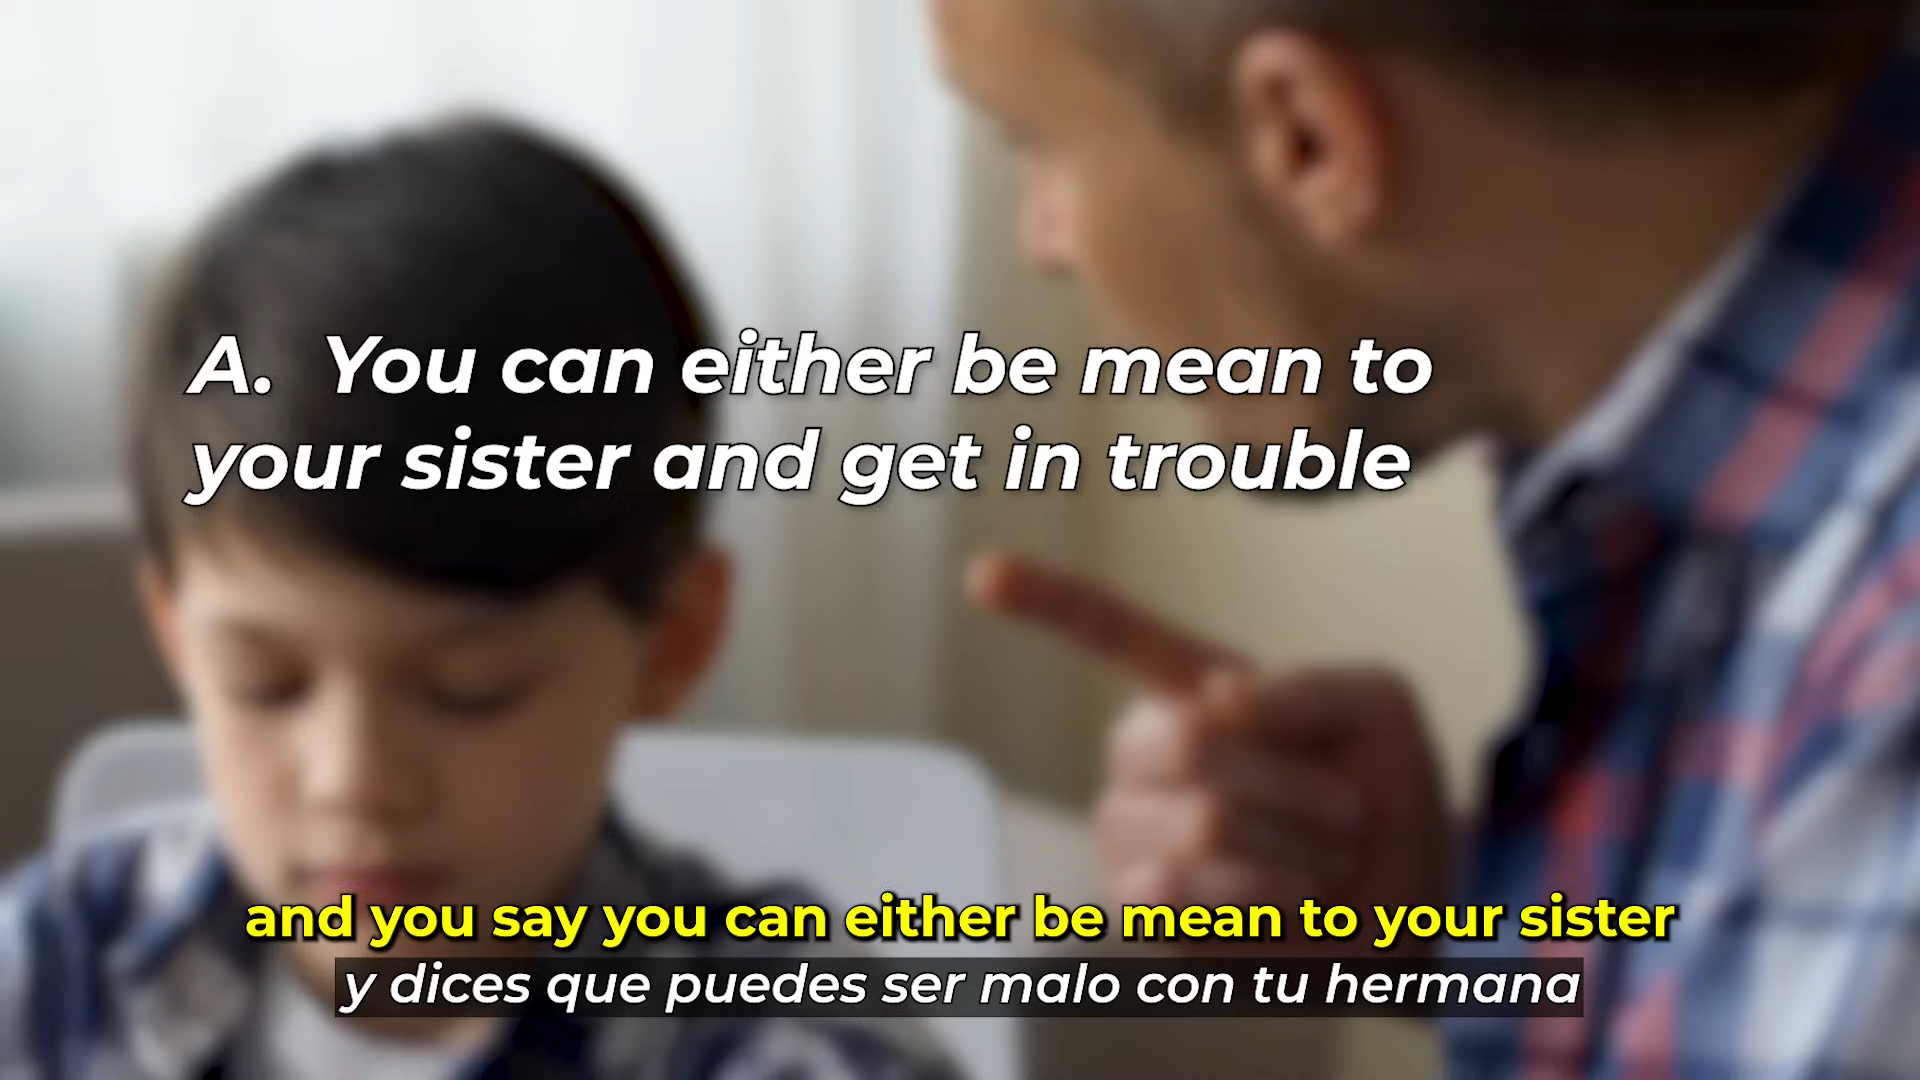 A. You can either be mean to
your sister and get in trouble
and you say you can either be mean to your sister
y dices que puedes ser malo con tu hermana